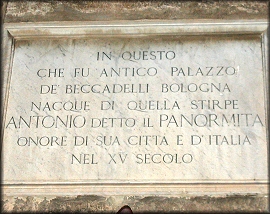 IN QUESTO
CHE FU ANTICO PALAZZO
DE' BECCADELLI BOLOGNA
NACQUE DI QUELLA STIRPE
ANTONIO DETTO IL PANORMITA
ONORE DI SUA CITTÀ E D'ITALIA
NEL XV SECOLO